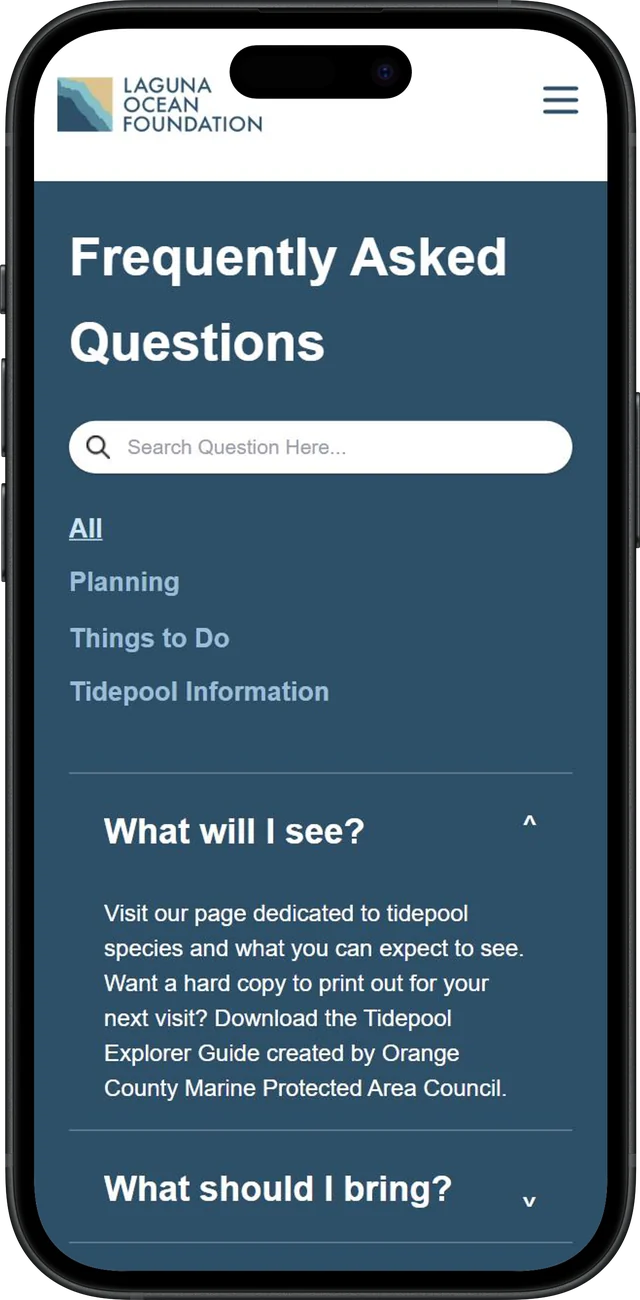 LAGUNA
OCEAN
FOUNDATION
Frequently Asked
Questions
Search Question Here...
All
Planning
Things to Do
Tidepool Information
What will I see? ^
Visit our page dedicated to tidepool
species and what you can expect to see.
Want a hard copy to print out for your
next visit? Download the Tidepool
Explorer Guide created by Orange
County Marine Protected Area Council.
What should I bring? v